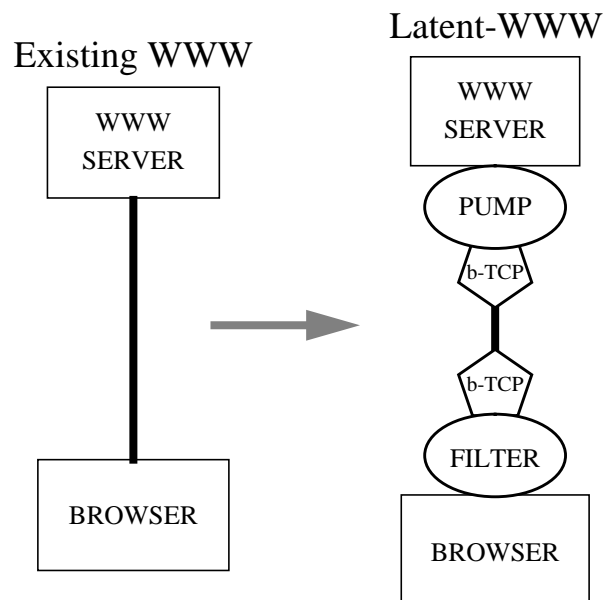 Existing WWW
WWW
SERVER
BROWSER
Latent-WWW
WWW
SERVER
PUMP
b-TCP
b-TCP
FILTER
BROWSER